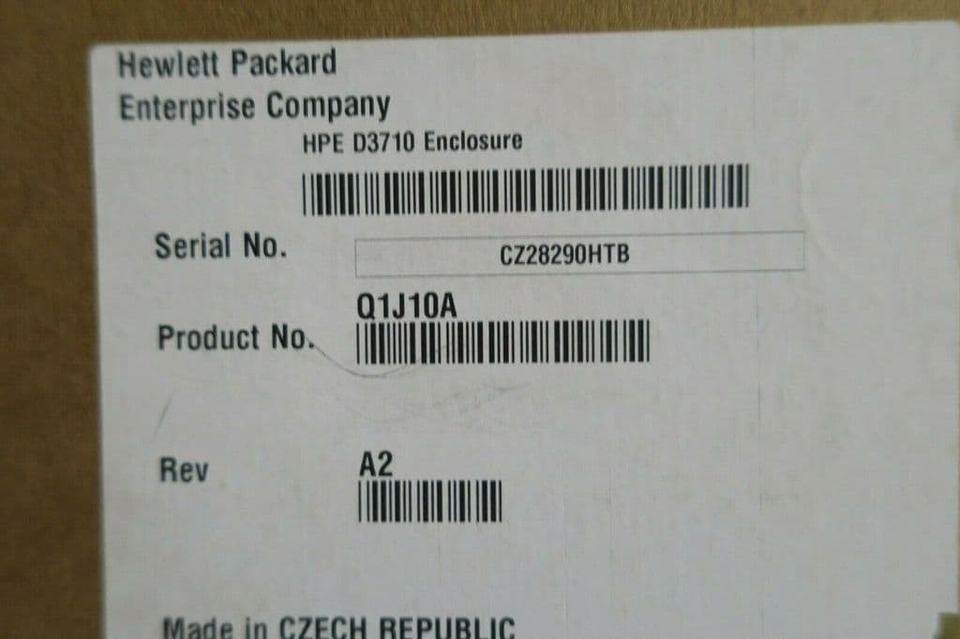 Hewlett Packard
Enterprise Company
HPE D3710 Enclosure
Serial No. CZ28290HTB
Q1J10A
Product No.
Rev A2
Made in CZECH REPUBLIC